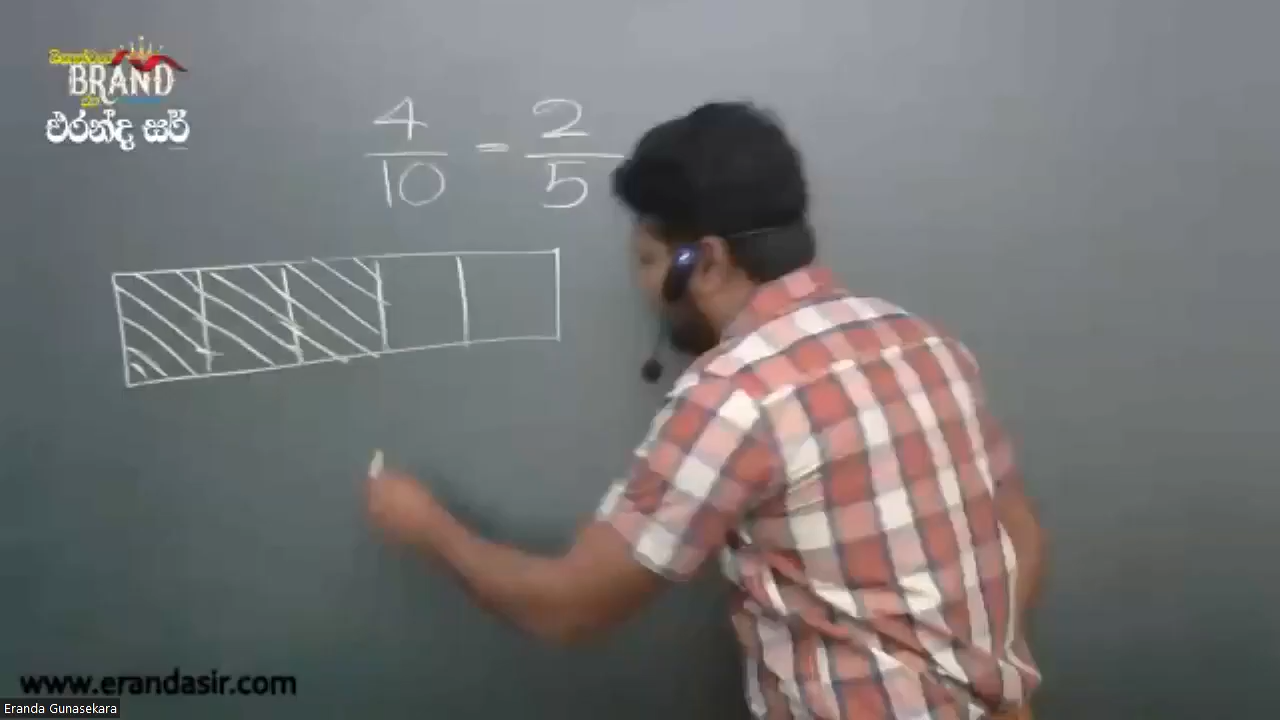 BRAND
එරන්ද සර්
4/10 = 2/5
www.erandasir.com
Eranda Gunasekara